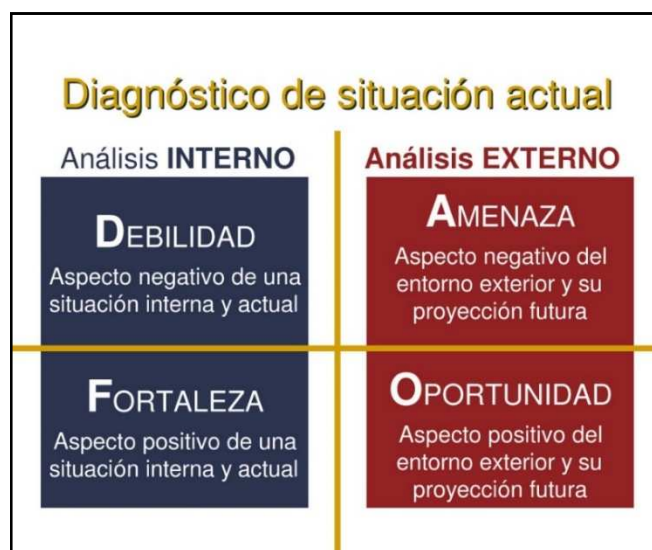 Diagnóstico de situación actual
Análisis INTERNO
DEBILIDAD
Aspecto negativo de una
situación interna y actual
FORTALEZA
Aspecto positivo de una
situación interna y actual
Análisis EXTERNO
AMENAZA
Aspecto negativo del
entorno exterior y su
proyección futura
OPORTUNIDAD
Aspecto positivo del
entorno exterior y su
proyección futura